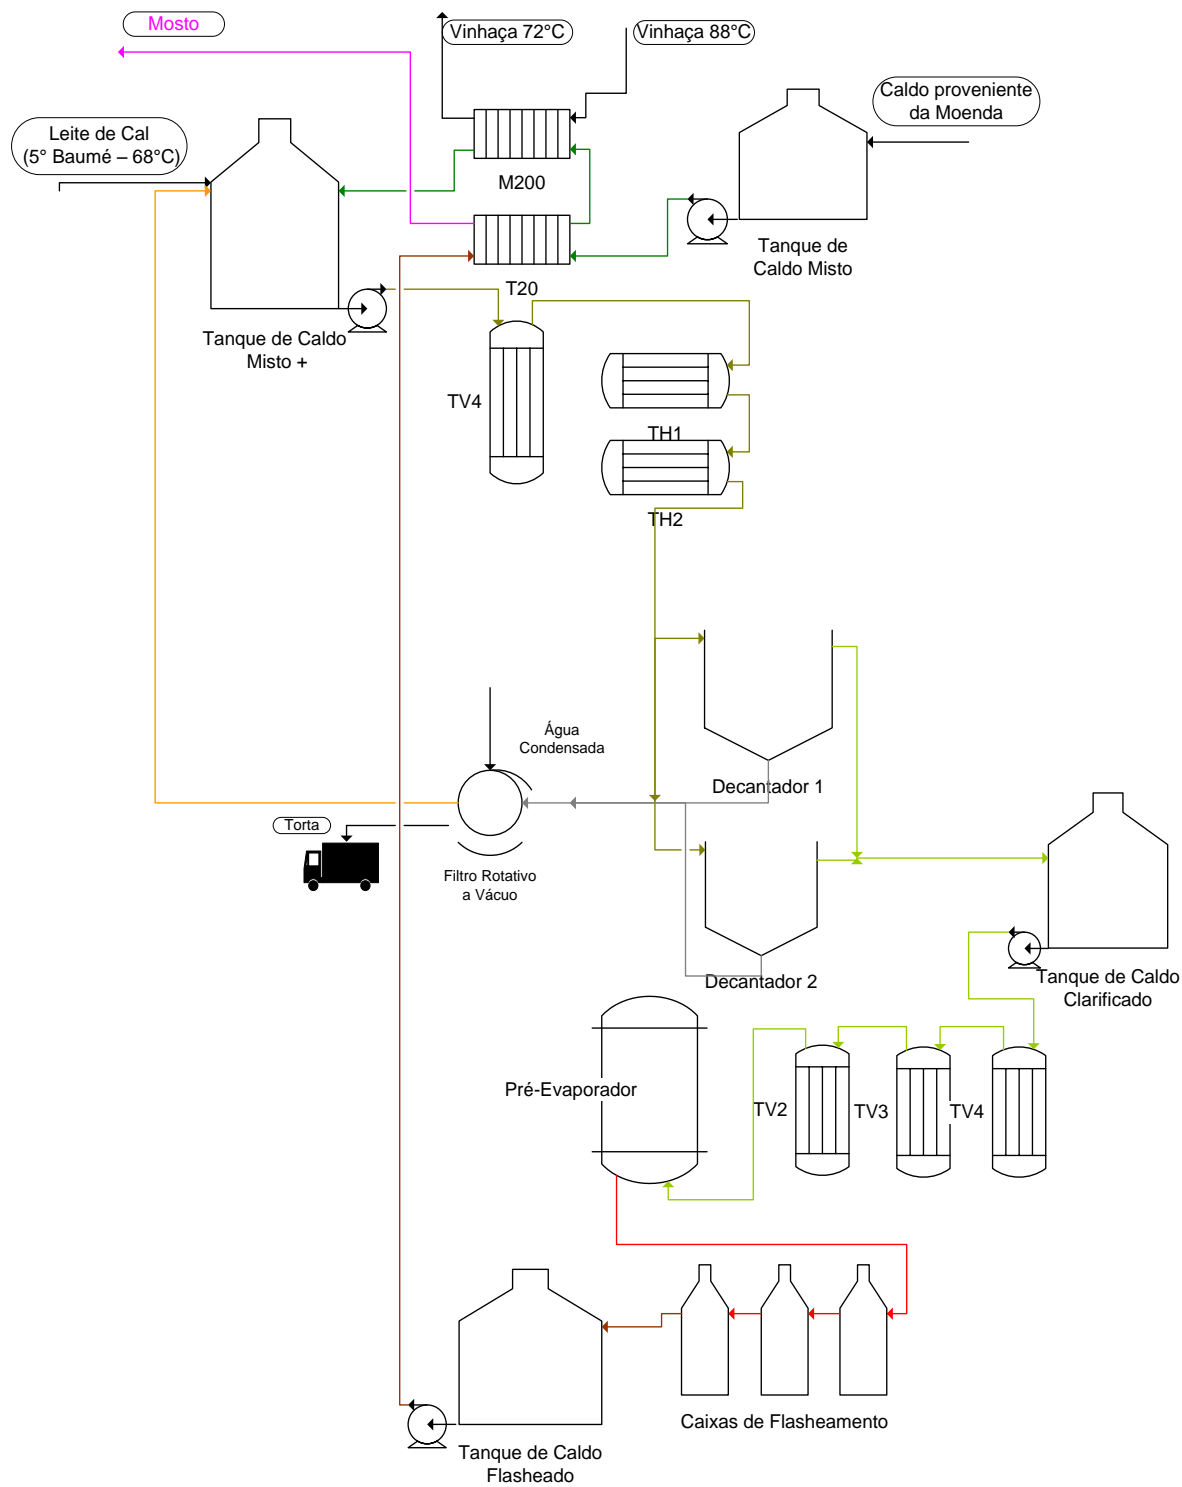 Mosto
Vinhaça 72°C
Vinhaça 88°C
Caldo proveniente
da Moenda
Leite de Cal
(5° Baumé – 68°C)
M200
Tanque de
Caldo Misto
T20
Tanque de Caldo
Misto +
TV4
TH1
TH2
Água
Condensada
Decantador 1
Torta
Filtro Rotativo
a Vácuo
Decantador 2
Tanque de Caldo
Clarificado
Pré-Evaporador
TV2
TV3
TV4
Caixas de Flasheamento
Tanque de Caldo
Flasheado